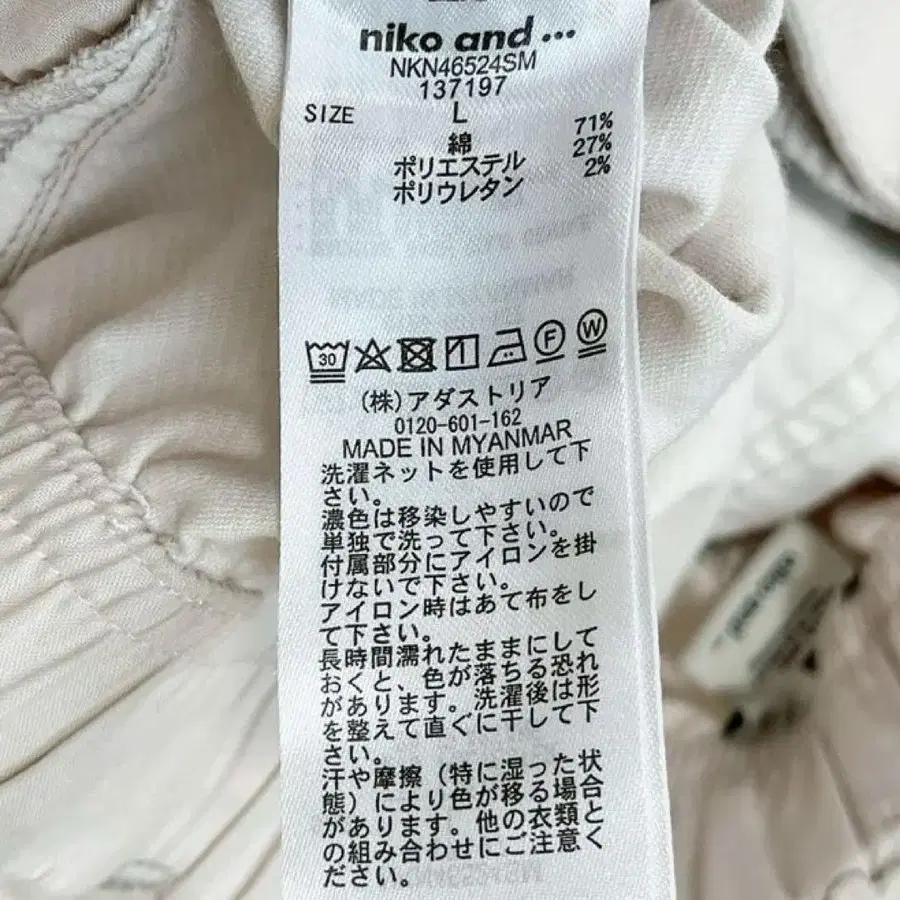 niko and ...
NKN46524SM
137197
SIZE L
綿 71%
ポリエステル 27%
ポリウレタン 2%
30
F
W
(株)アダストリア
0120-601-162
MADE IN MYANMAR
洗濯ネットを使用して下
さい。
濃色は移染しやすいので
単独で洗って下さい。
付属部分にアイロンを掛
けないで下さい。
アイロン時はあて布をし
て下さい。
長時間濡れたままにして
おくと、色が落ちる恐れ
があります。洗濯後は形
を整えて直ぐに干して下
さい。
汗や摩擦（特に湿った状
態）により色が移る場合
があります。他の衣類と
の組み合わせにご注意く
ださい。
niko and ...